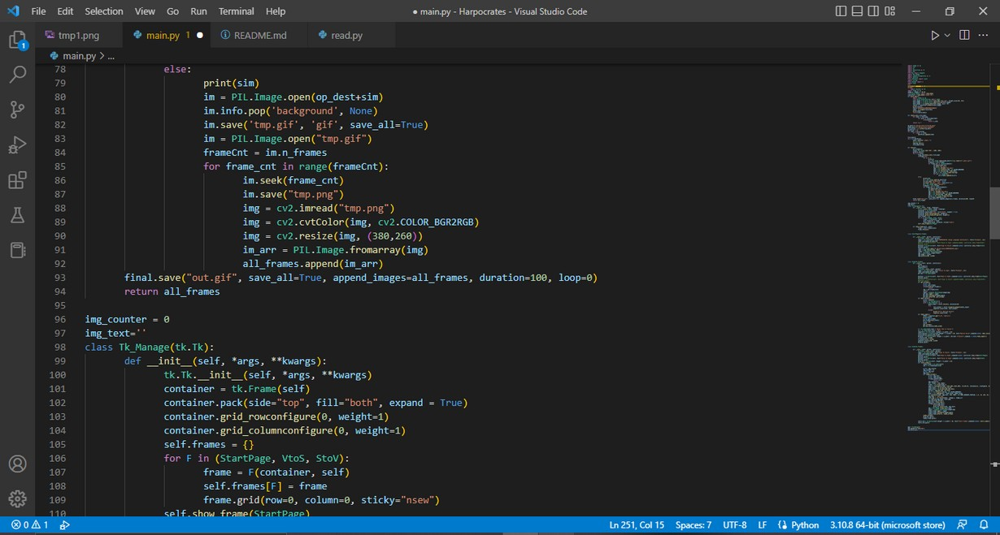 File Edit Selection View Go Run Terminal Help
● main.py - Harpocrates - Visual Studio Code
tmp1.png
main.py 1 ●
README.md
read.py
main.py > ...
78 else:
79 print(sim)
80 im = PIL.Image.open(op_dest+sim)
81 im.info.pop('background', None)
82 im.save('tmp.gif', 'gif', save_all=True)
83 im = PIL.Image.open("tmp.gif")
84 frameCnt = im.n_frames
85 for frame_cnt in range(frameCnt):
86 im.seek(frame_cnt)
87 im.save("tmp.png")
88 img = cv2.imread("tmp.png")
89 img = cv2.cvtColor(img, cv2.COLOR_BGR2RGB)
90 img = cv2.resize(img, (380,260))
91 im_arr = PIL.Image.fromarray(img)
92 all_frames.append(im_arr)
93 final.save("out.gif", save_all=True, append_images=all_frames, duration=100, loop=0)
94 return all_frames
95
96 img_counter = 0
97 img_text=''
98 class Tk_Manage(tk.Tk):
99 def __init__(self, *args, **kwargs):
100 tk.Tk.__init__(self, *args, **kwargs)
101 container = tk.Frame(self)
102 container.pack(side="top", fill="both", expand = True)
103 container.grid_rowconfigure(0, weight=1)
104 container.grid_columnconfigure(0, weight=1)
105 self.frames = {}
106 for F in (StartPage, VtoS, StoV):
107 frame = F(container, self)
108 self.frames[F] = frame
109 frame.grid(row=0, column=0, sticky="nsew")
110 self.show_frame(StartPage)
1
0 1 Ln 251, Col 15 Spaces: 7 UTF-8 LF Python 3.10.8 64-bit (microsoft store)